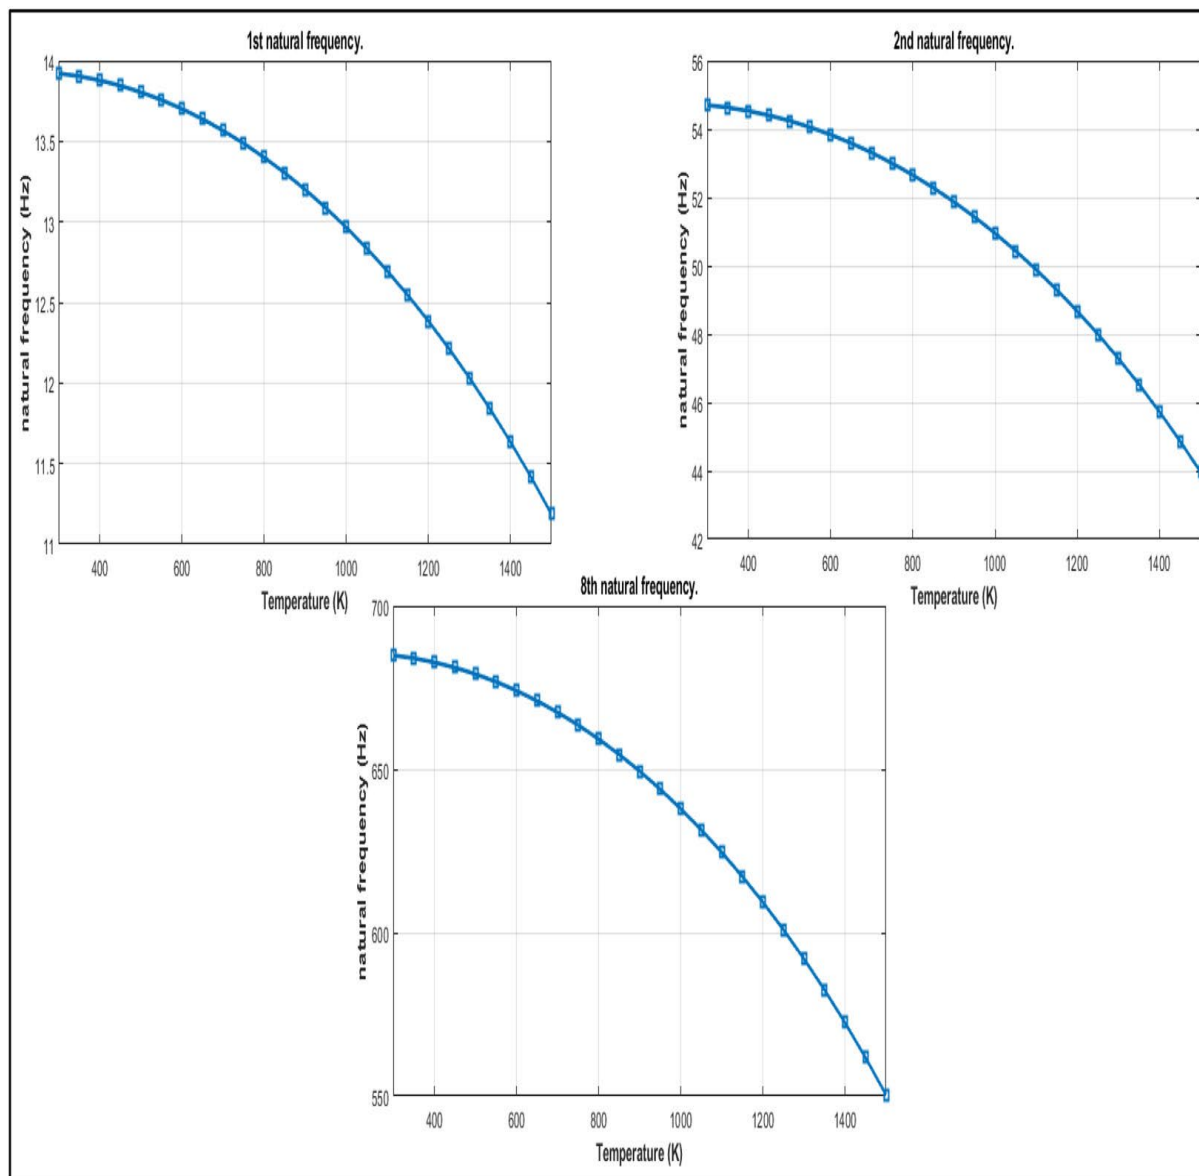 1st natural frequency.
14
13.5
13
12.5
12
11.5
11
natural frequency (Hz)
400 600 800 1000 1200 1400
Temperature (K)
2nd natural frequency.
56
54
52
50
48
46
44
42
natural frequency (Hz)
400 600 800 1000 1200 1400
Temperature (K)
8th natural frequency.
700
650
600
550
natural frequency (Hz)
400 600 800 1000 1200 1400
Temperature (K)